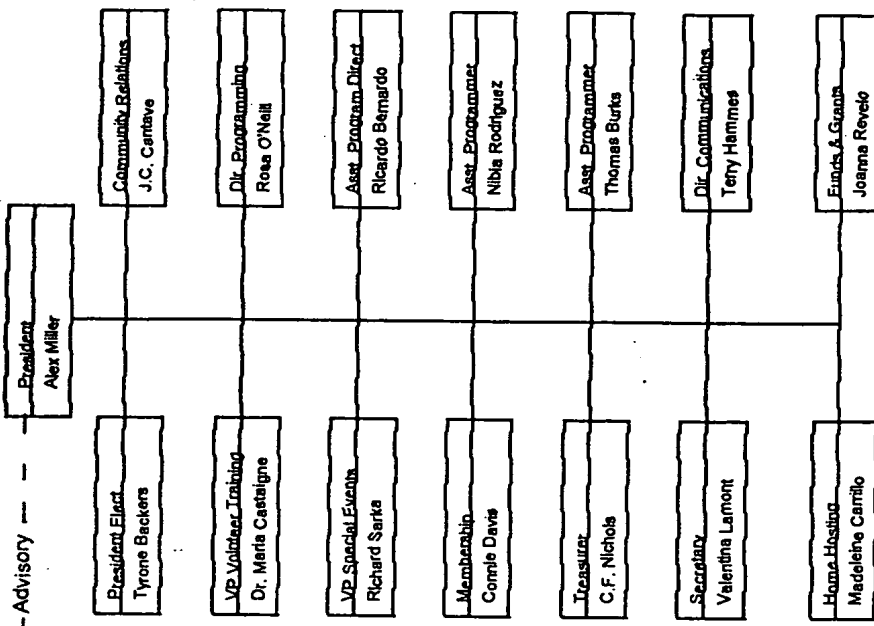 Advisory
President
Alex Miller
President Elect
Tyrone Backers
Community Relations
J.C. Cantave
VP Volnteer Training
Dr. Maria Castaigne
Dir. Programming
Rosa O'Neill
VP Special Events
Richard Sarka
Asst Program Direct
Ricardo Bernardo
Membership
Connie Davis
Asst Programmer
Nibia Rodriguez
Treasurer
C.F. Nichols
Asst Programmer
Thomas Burks
Secretary
Valentina Lamont
Dir. Communications
Terry Hammes
Home Hosting
Madeleine Carrillo
Funds & Grants
Joanna Revelo